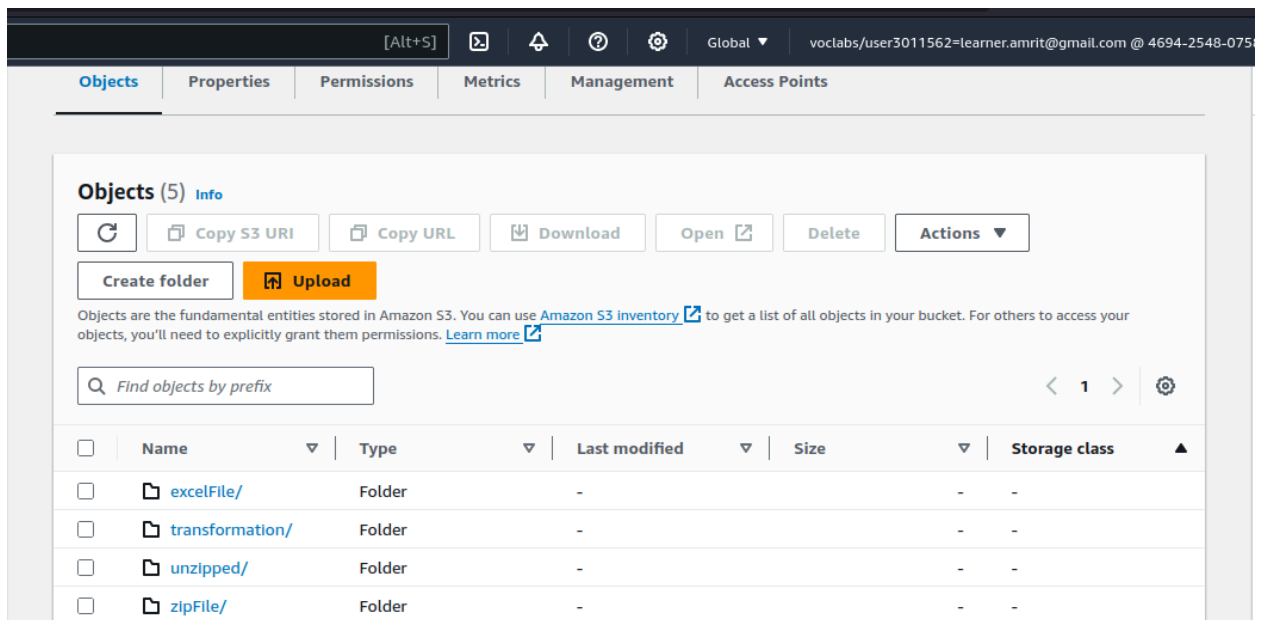 [Alt+S] Global ▼ voclabs/user3011562=learner.amrit@gmail.com @ 4694-2548-0758
Objects Properties Permissions Metrics Management Access Points
Objects (5) Info
Copy S3 URI Copy URL Download Open Delete Actions ▼
Create folder Upload
Objects are the fundamental entities stored in Amazon S3. You can use Amazon S3 inventory to get a list of all objects in your bucket. For others to access your
objects, you'll need to explicitly grant them permissions. Learn more
Find objects by prefix < 1 >
Name Type Last modified Size Storage class
excelFile/ Folder - - -
transformation/ Folder - - -
unzipped/ Folder - - -
zipFile/ Folder - - -